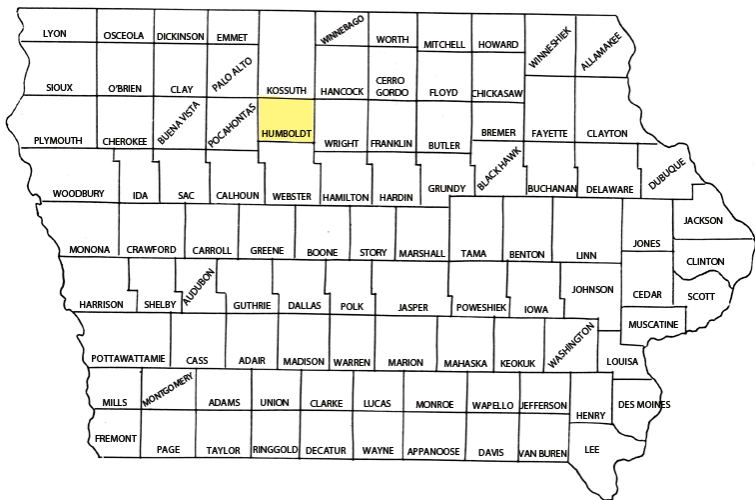 LYON
OSCEOLA
DICKINSON
EMMET
WINNEBAGO
WORTH
MITCHELL
HOWARD
WINNESHIEK
ALLAMAKEE
SIOUX
O'BRIEN
CLAY
PALO ALTO
KOSSUTH
HANCOCK
CERRO
GORDO
FLOYD
CHICKASAW
PLYMOUTH
CHEROKEE
BUENA VISTA
POCAHONTAS
HUMBOLDT
WRIGHT
FRANKLIN
BUTLER
BREMER
FAYETTE
CLAYTON
WOODBURY
IDA
SAC
CALHOUN
WEBSTER
HAMILTON
HARDIN
GRUNDY
BLACK HAWK
BUCHANAN
DELAWARE
DUBUQUE
JACKSON
MONONA
CRAWFORD
CARROLL
GREENE
BOONE
STORY
MARSHALL
TAMA
BENTON
LINN
JONES
CLINTON
HARRISON
SHELBY
AUDUBON
GUTHRIE
DALLAS
POLK
JASPER
POWESHIEK
IOWA
JOHNSON
CEDAR
SCOTT
MUSCATINE
POTTAWATTAMIE
CASS
ADAIR
MADISON
WARREN
MARION
MAHASKA
KEOKUK
WASHINGTON
LOUISA
MILLS
MONTGOMERY
ADAMS
UNION
CLARKE
LUCAS
MONROE
WAPELLO
JEFFERSON
HENRY
DES MOINES
FREMONT
PAGE
TAYLOR
RINGGOLD
DECATUR
WAYNE
APPANOOSE
DAVIS
VAN BUREN
LEE